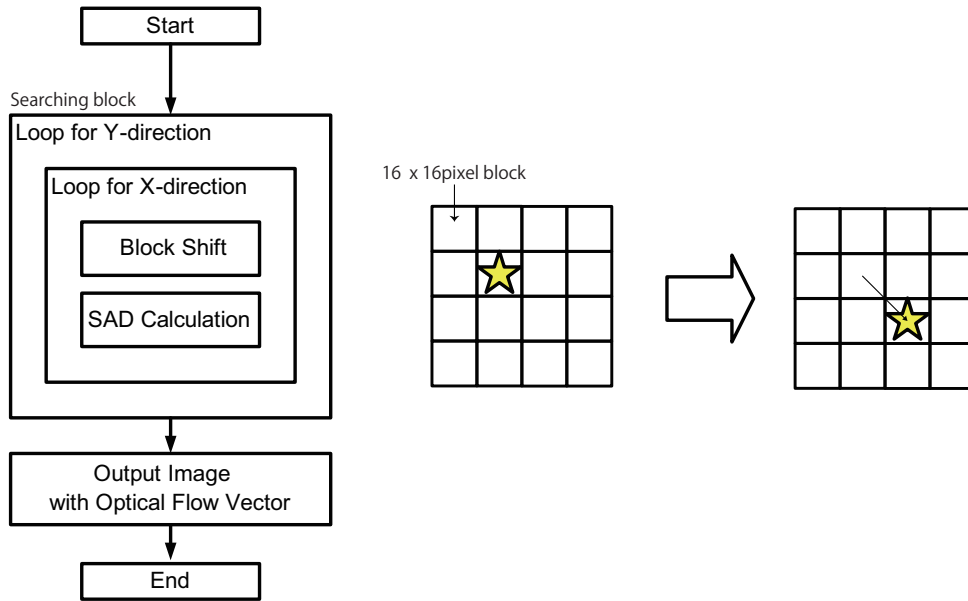 Start
Searching block
Loop for Y-direction
Loop for X-direction
Block Shift
SAD Calculation
Output Image
with Optical Flow Vector
End
16 x 16pixel block